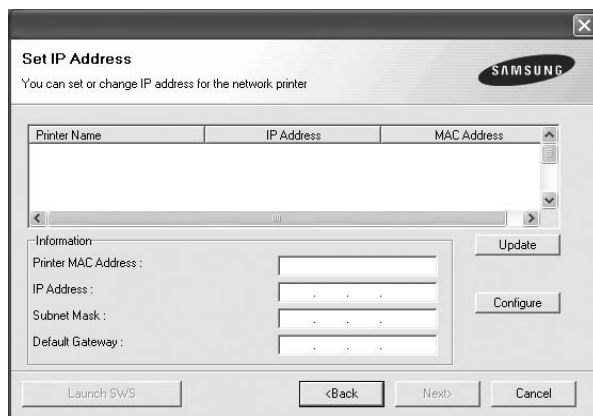 Set IP Address
You can set or change IP address for the network printer
SAMSUNG
Printer Name IP Address MAC Address
Information
Update
Printer MAC Address :
IP Address : . . .
Configure
Subnet Mask : . . .
Default Gateway : . . .
Launch SWS <Back Next> Cancel